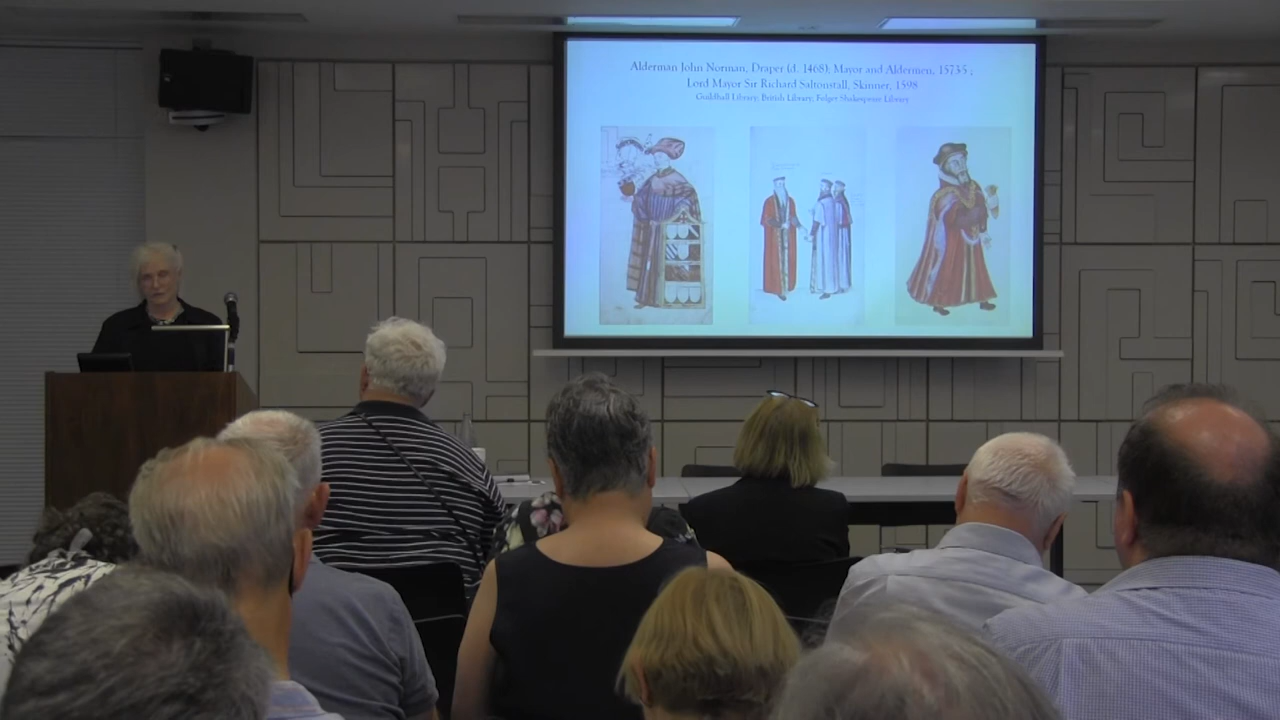 Alderman John Norman, Draper (d. 1468); Mayor and Aldermen, 1573-5 ;
Lord Mayor Sir Richard Saltonstall, Skinner, 1598
Guildhall Library; British Library; Folger Shakespeare Library